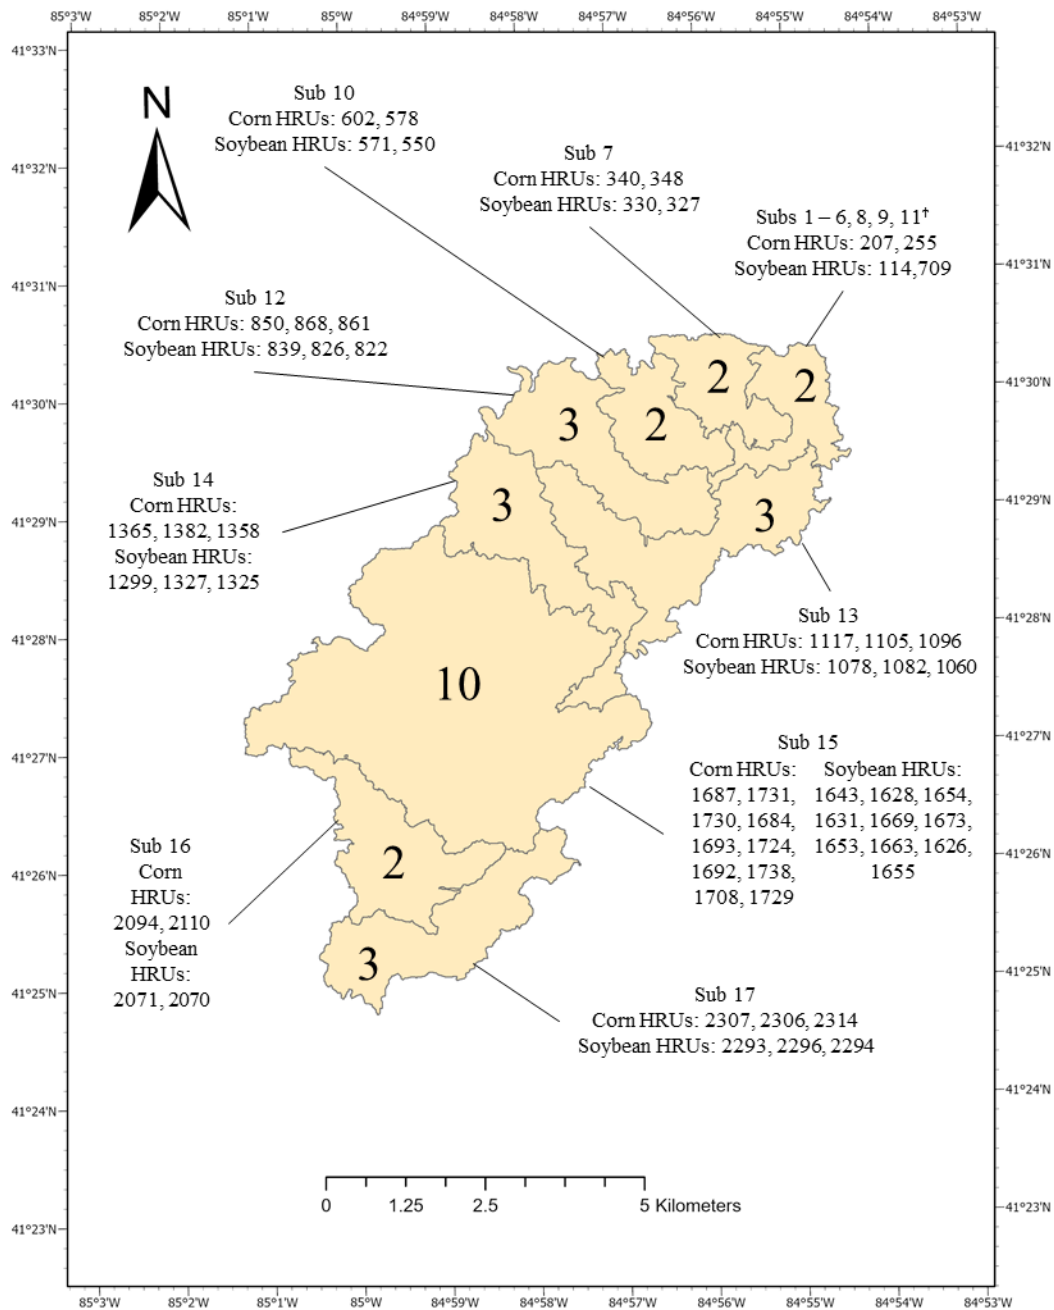 85°3'W 85°2'W 85°1'W 85°W 84°59'W 84°58'W 84°57'W 84°56'W 84°55'W 84°54'W 84°53'W
41°33'N
N
Sub 10
Corn HRUs: 602, 578
Soybean HRUs: 571, 550
Sub 7
Corn HRUs: 340, 348
Soybean HRUs: 330, 327
41°32'N
41°32'N
Subs 1 – 6, 8, 9, 11†
Corn HRUs: 207, 255
Soybean HRUs: 114,709
41°31'N
41°31'N
Sub 12
Corn HRUs: 850, 868, 861
Soybean HRUs: 839, 826, 822
41°30'N
41°30'N
2
2
3
2
Sub 14
Corn HRUs:
1365, 1382, 1358
Soybean HRUs:
1299, 1327, 1325
41°29'N
41°29'N
3
3
Sub 13
Corn HRUs: 1117, 1105, 1096
Soybean HRUs: 1078, 1082, 1060
41°28'N
41°28'N
10
41°27'N
41°27'N
Sub 15
Corn HRUs:
1687, 1731,
1730, 1684,
1693, 1724,
1692, 1738,
1708, 1729
Soybean HRUs:
1643, 1628, 1654,
1631, 1669, 1673,
1653, 1663, 1626,
1655
Sub 16
Corn
HRUs:
2094, 2110
Soybean
HRUs:
2071, 2070
41°26'N
41°26'N
2
3
41°25'N
41°25'N
Sub 17
Corn HRUs: 2307, 2306, 2314
Soybean HRUs: 2293, 2296, 2294
41°24'N
41°24'N
0 1.25 2.5 5 Kilometers
41°23'N
41°23'N
85°3'W 85°2'W 85°1'W 85°W 84°59'W 84°58'W 84°57'W 84°56'W 84°55'W 84°54'W 84°53'W